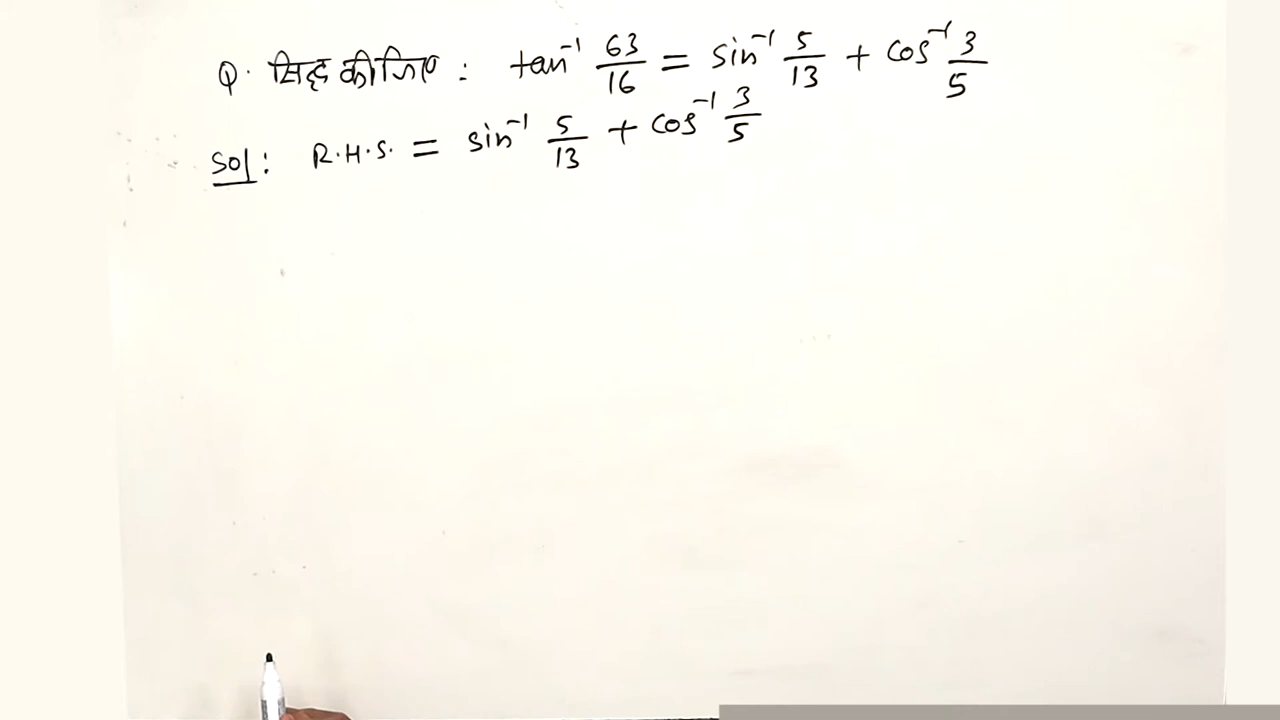 Q. सिद्ध कीजिए : tan⁻¹ 63/16 = sin⁻¹ 5/13 + cos⁻¹ 3/5
Sol : R.H.S. = sin⁻¹ 5/13 + cos⁻¹ 3/5